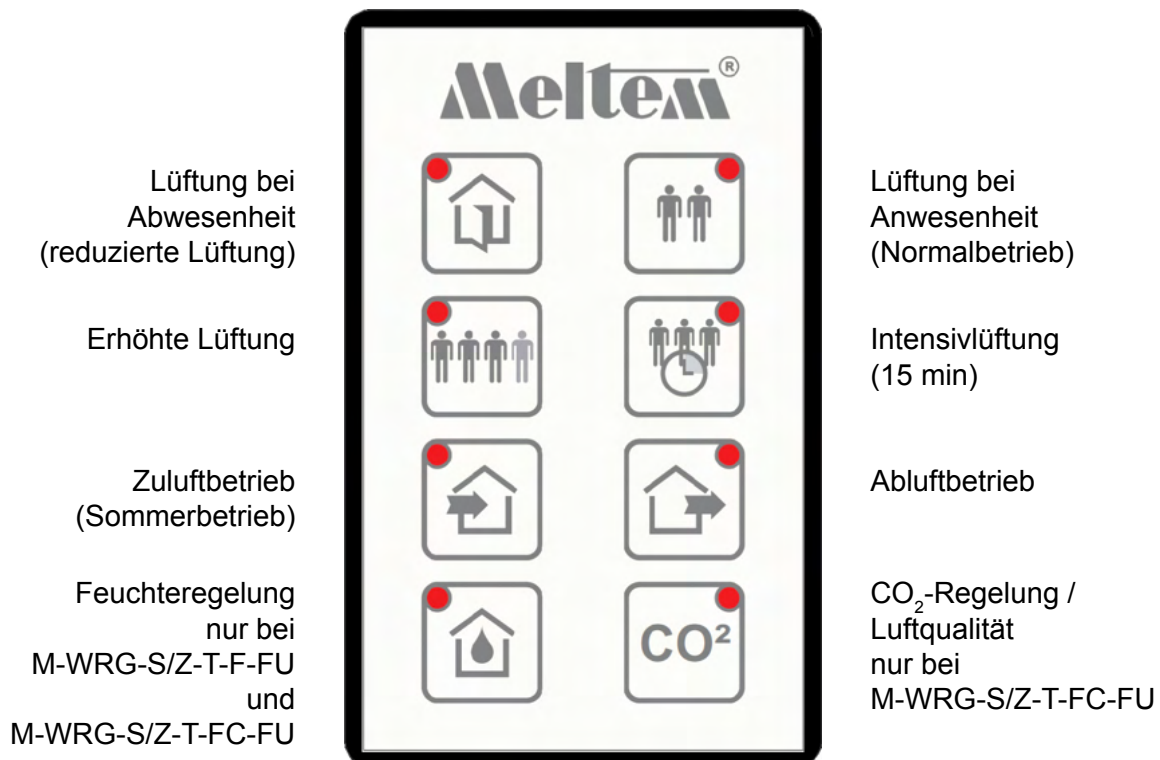 Meltem®
Lüftung bei
Abwesenheit
(reduzierte Lüftung)
Lüftung bei
Anwesenheit
(Normalbetrieb)
Erhöhte Lüftung
Intensivlüftung
(15 min)
Zuluftbetrieb
(Sommerbetrieb)
Abluftbetrieb
Feuchteregelung
nur bei
M-WRG-S/Z-T-F-FU
und
M-WRG-S/Z-T-FC-FU
CO²
CO₂-Regelung /
Luftqualität
nur bei
M-WRG-S/Z-T-FC-FU